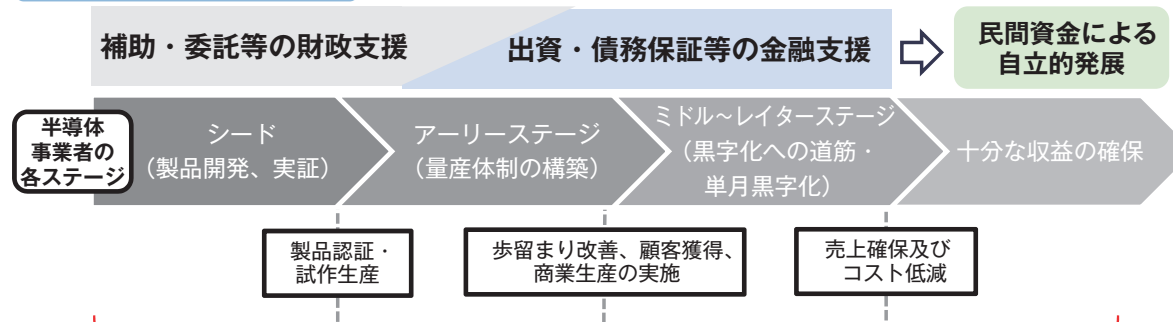 補助・委託等の財政支援
出資・債務保証等の金融支援
民間資金による
自立的発展
半導体
事業者の
各ステージ
シード
（製品開発、実証）
アーリーステージ
（量産体制の構築）
ミドル～レイターステージ
（黒字化への道筋・
単月黒字化）
十分な収益の確保
製品認証・
試作生産
歩留まり改善、顧客獲得、
商業生産の実施
売上確保及び
コスト低減